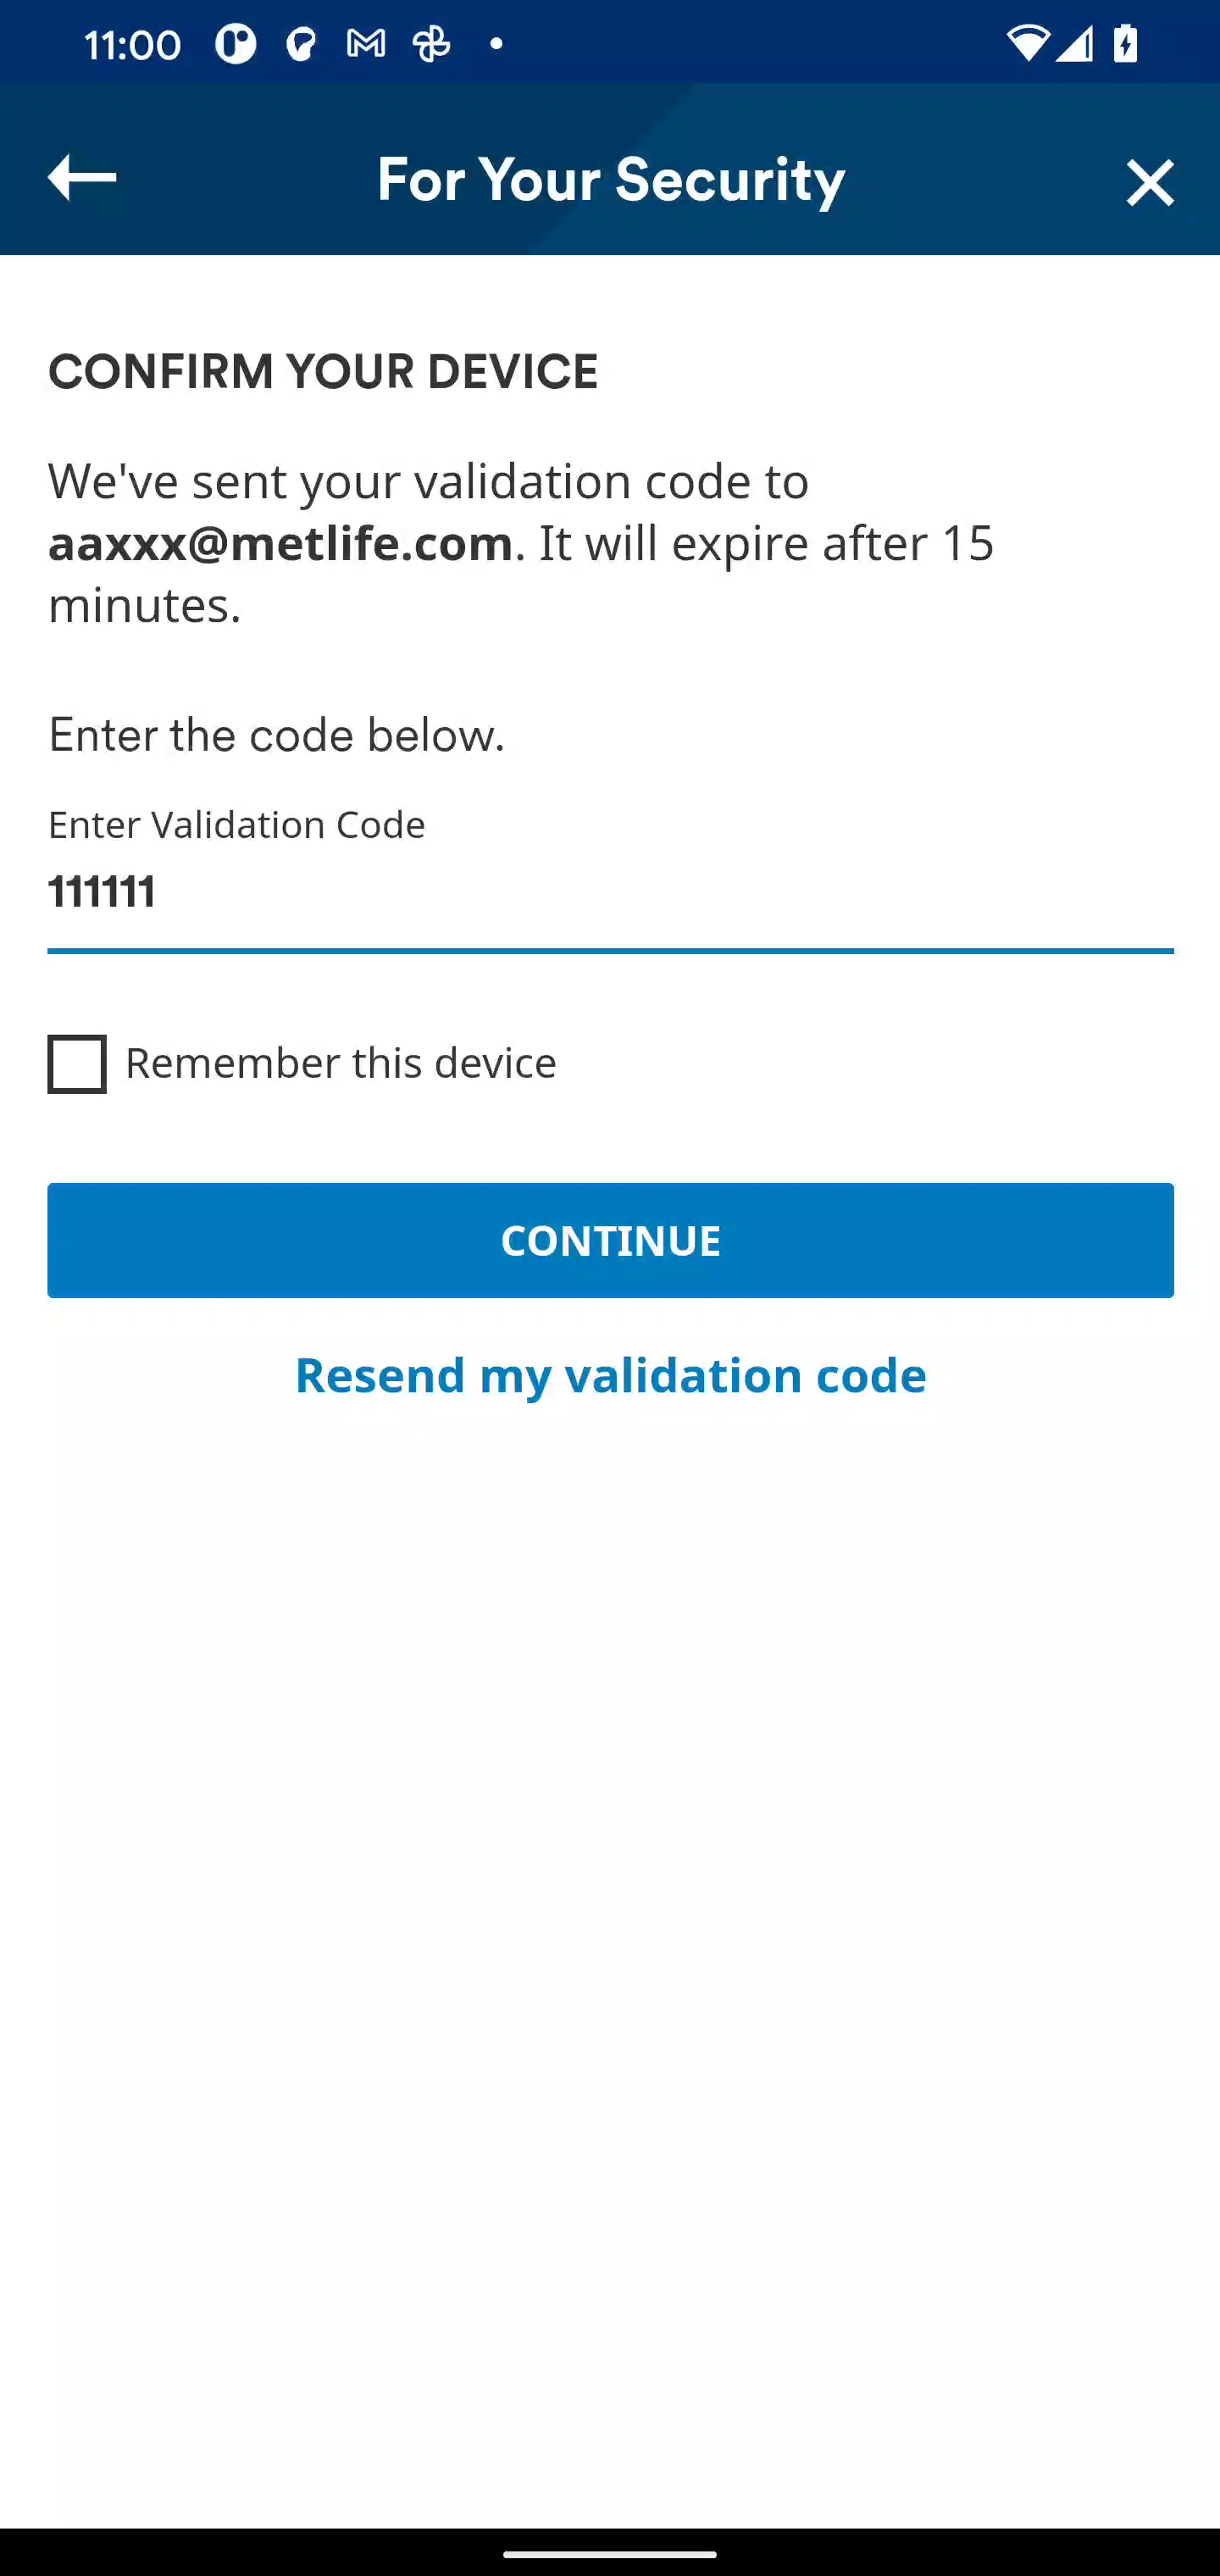 11:00
For Your Security
CONFIRM YOUR DEVICE
We've sent your validation code to
aaxxx@metlife.com. It will expire after 15
minutes.
Enter the code below.
Enter Validation Code
111111
Remember this device
CONTINUE
Resend my validation code